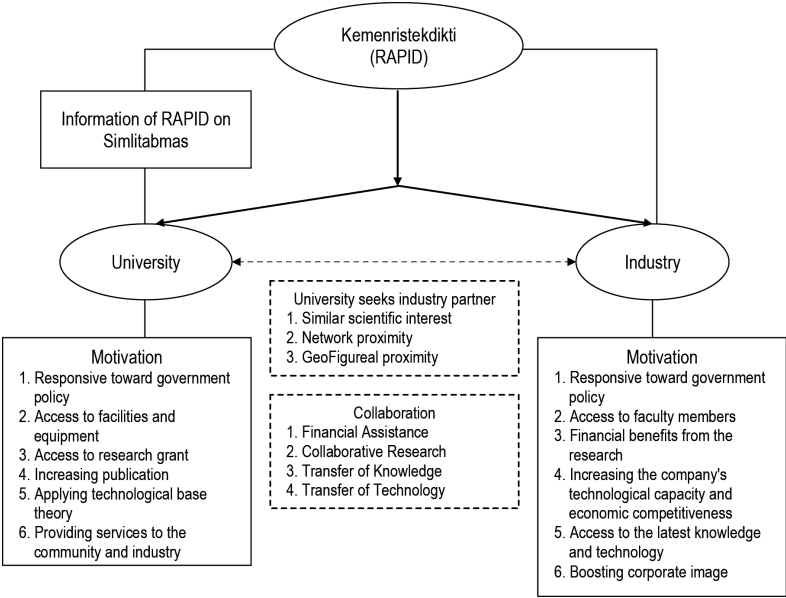 Kemenristekdikti
(RAPID)
Information of RAPID on
Simlitabmas
University
Industry
University seeks industry partner
1. Similar scientific interest
2. Network proximity
3. GeoFigureal proximity
Collaboration
1. Financial Assistance
2. Collaborative Research
3. Transfer of Knowledge
4. Transfer of Technology
Motivation
1. Responsive toward government
policy
2. Access to facilities and
equipment
3. Access to research grant
4. Increasing publication
5. Applying technological base
theory
6. Providing services to the
community and industry
Motivation
1. Responsive toward government
policy
2. Access to faculty members
3. Financial benefits from the
research
4. Increasing the company's
technological capacity and
economic competitiveness
5. Access to the latest knowledge
and technology
6. Boosting corporate image